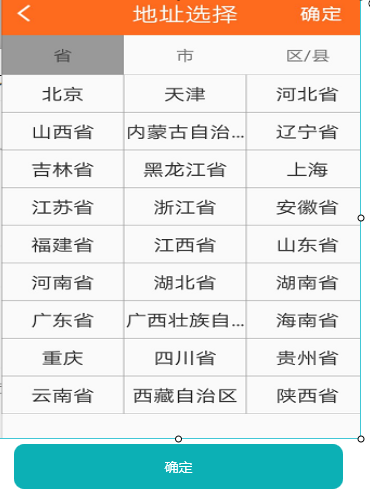 地址选择 确定
省 市 区/县
北京 天津 河北省
山西省 内蒙古自治... 辽宁省
吉林省 黑龙江省 上海
江苏省 浙江省 安徽省
福建省 江西省 山东省
河南省 湖北省 湖南省
广东省 广西壮族自... 海南省
重庆 四川省 贵州省
云南省 西藏自治区 陕西省
确定